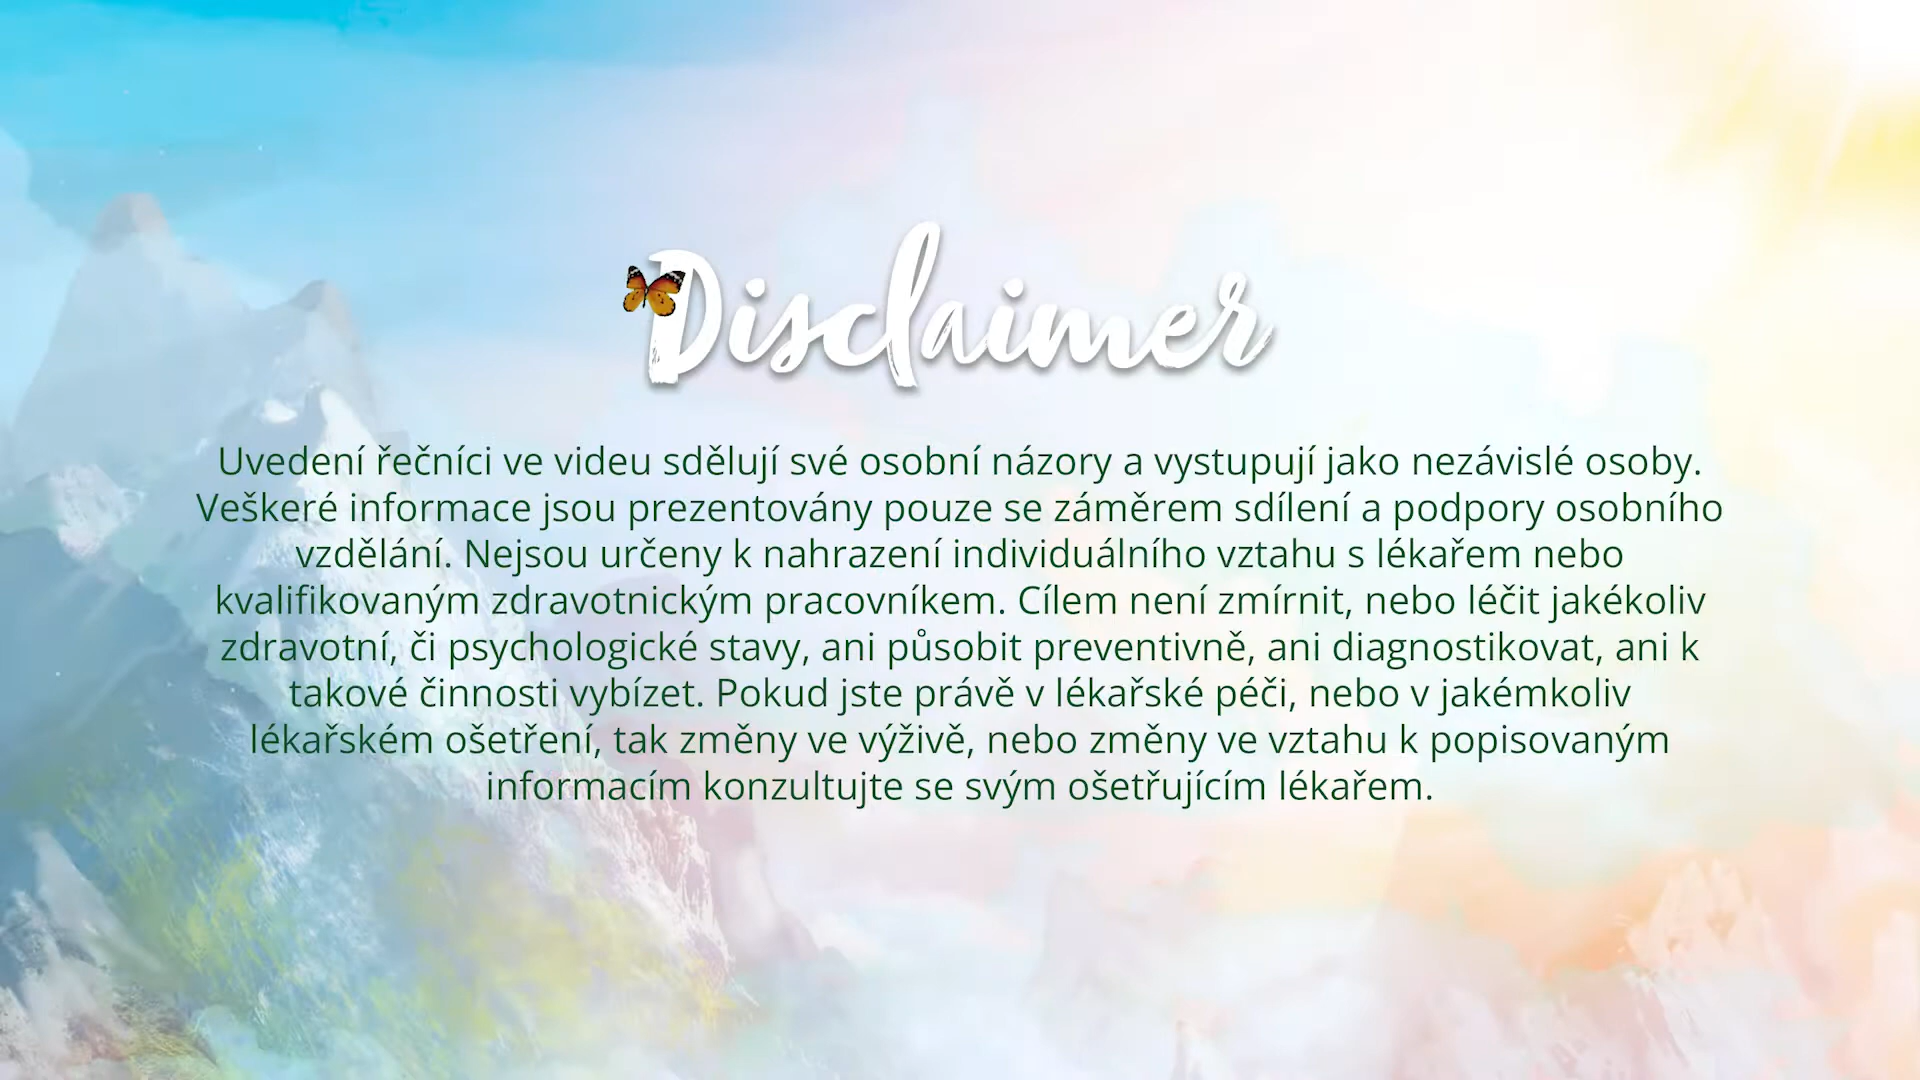 Disclaimer
Uvedení řečníci ve videu sdělují své osobní názory a vystupují jako nezávislé osoby.
Veškeré informace jsou prezentovány pouze se záměrem sdílení a podpory osobního
vzdělání. Nejsou určeny k nahrazení individuálního vztahu s lékařem nebo
kvalifikovaným zdravotnickým pracovníkem. Cílem není zmírnit, nebo léčit jakékoliv
zdravotní, či psychologické stavy, ani působit preventivně, ani diagnostikovat, ani k
takové činnosti vybízet. Pokud jste právě v lékařské péči, nebo v jakémkoliv
lékařském ošetření, tak změny ve výživě, nebo změny ve vztahu k popisovaným
informacím konzultujte se svým ošetřujícím lékařem.